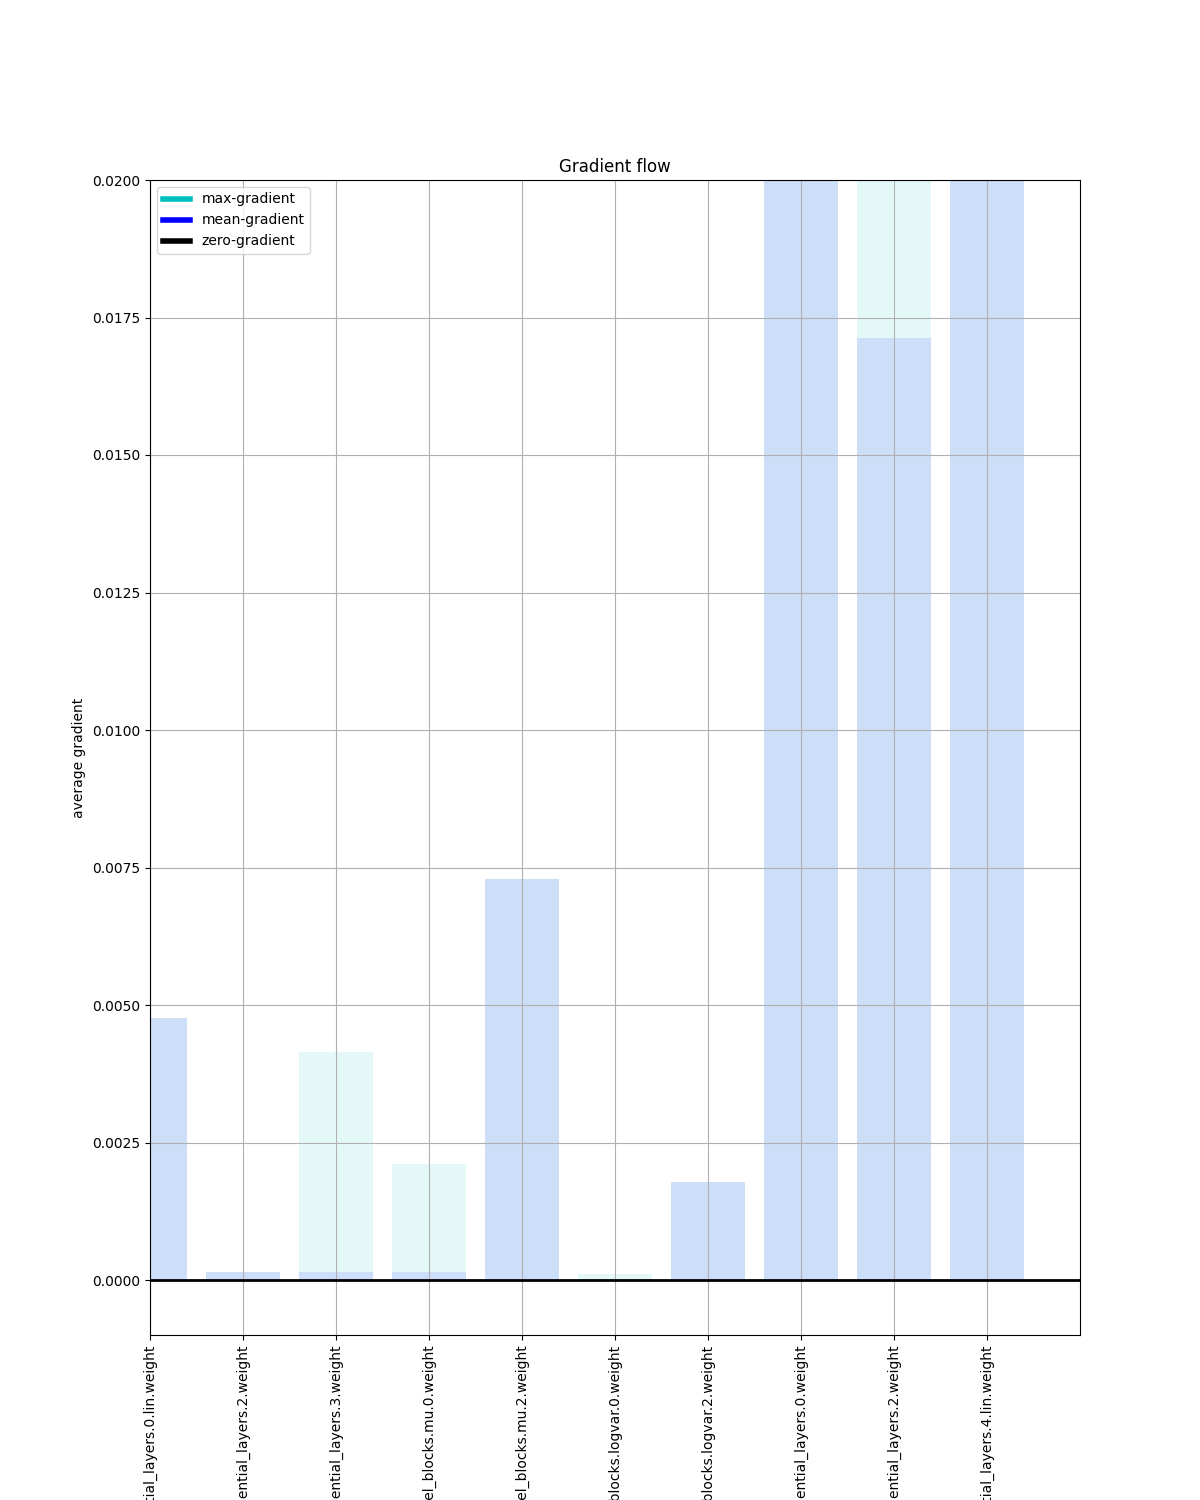 Gradient flow
max-gradient
mean-gradient
zero-gradient
0.0200
0.0175
0.0150
0.0125
0.0100
0.0075
0.0050
0.0025
0.0000
average gradient
tial_layers.0.lin.weight
ential_layers.2.weight
ential_layers.3.weight
el_blocks.mu.0.weight
el_blocks.mu.2.weight
blocks.logvar.0.weight
blocks.logvar.2.weight
ential_layers.0.weight
ential_layers.2.weight
tial_layers.4.lin.weight